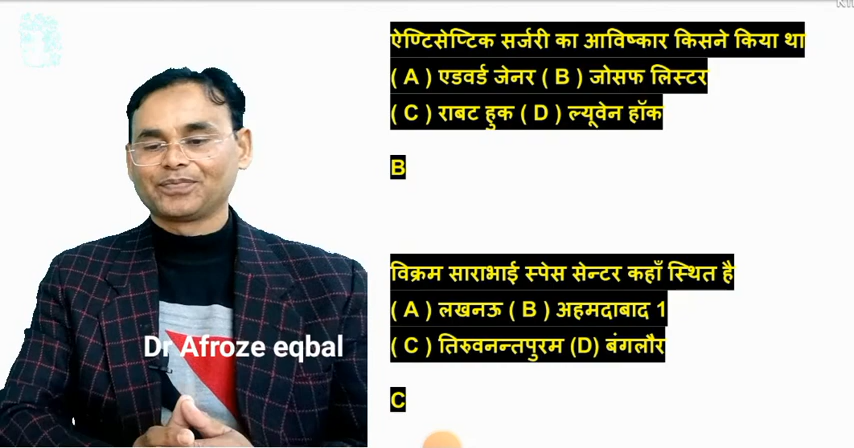 ऐण्टिसेप्टिक सर्जरी का आविष्कार किसने किया था
( A ) एडवर्ड जेनर ( B ) जोसफ लिस्टर
( C ) राबट हुक ( D ) ल्यूवेन हॉक
B
विक्रम साराभाई स्पेस सेन्टर कहाँ स्थित है
( A ) लखनऊ ( B ) अहमदाबाद 1
( C ) तिरुवनन्तपुरम (D) बंगलौर
C
Dr Afroze eqbal